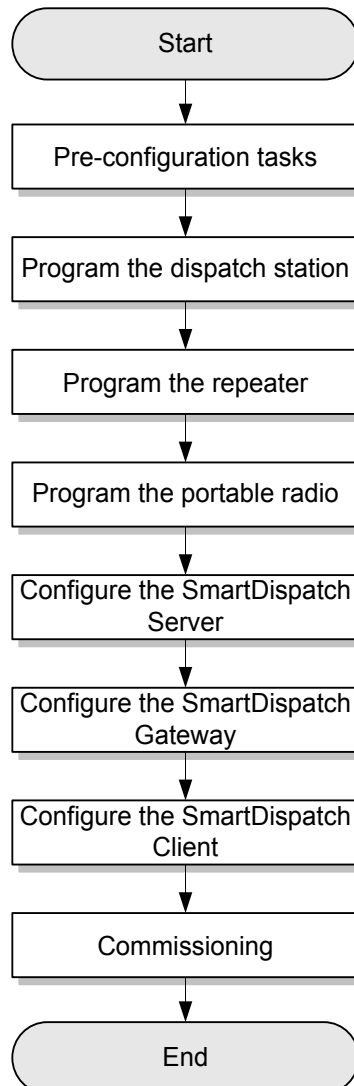 Start
Pre-configuration tasks
Program the dispatch station
Program the repeater
Program the portable radio
Configure the SmartDispatch
Server
Configure the SmartDispatch
Gateway
Configure the SmartDispatch
Client
Commissioning
End